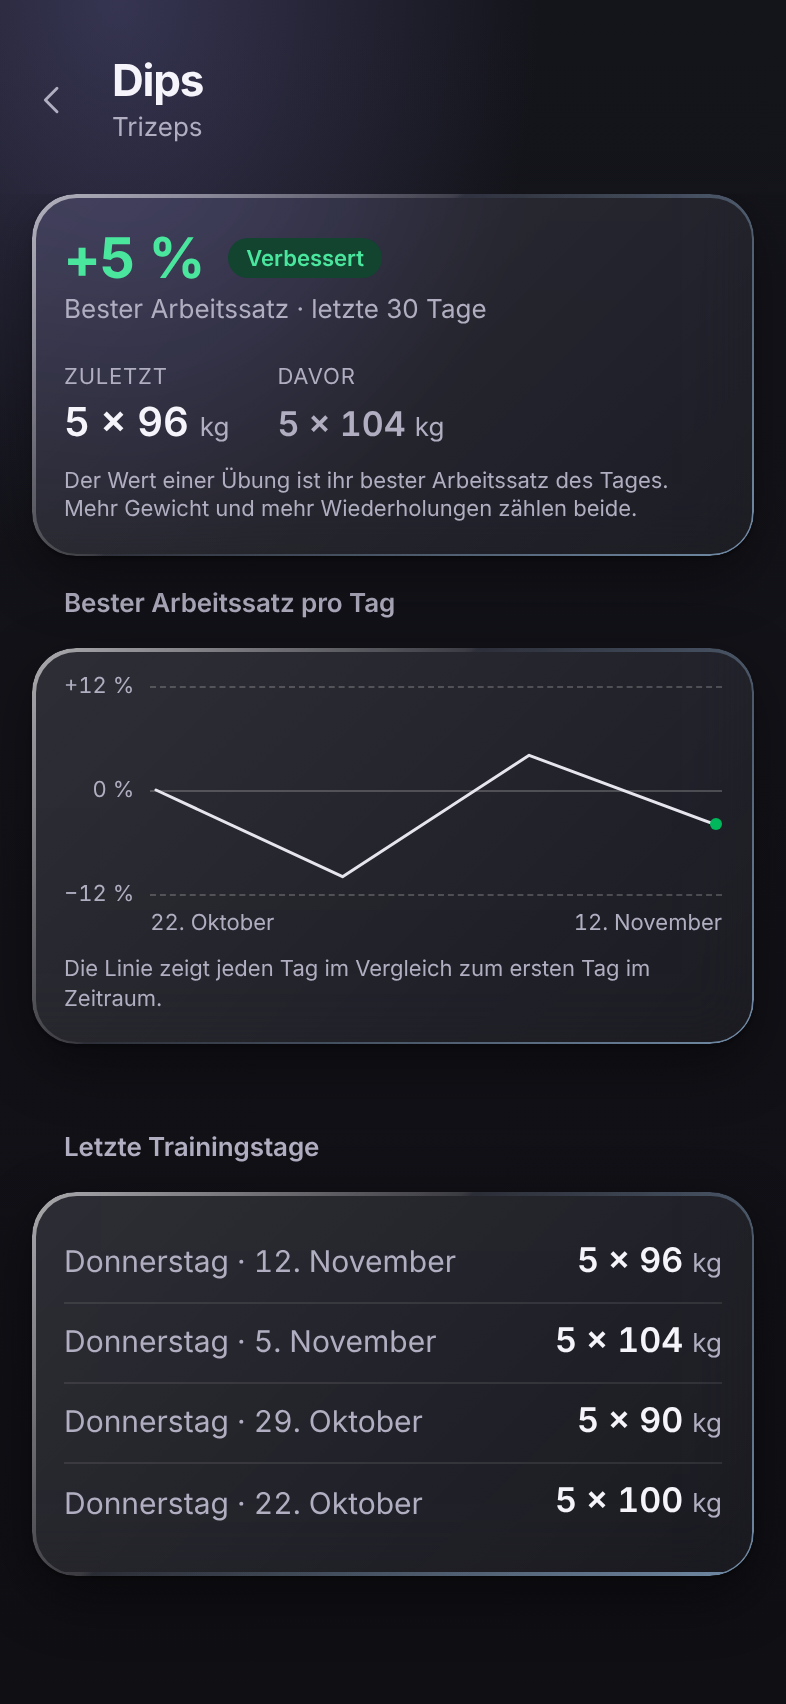 Dips
Trizeps
+5 % Verbessert
Bester Arbeitssatz · letzte 30 Tage
ZULETZT DAVOR
5 × 96 kg 5 × 104 kg
Der Wert einer Übung ist ihr bester Arbeitssatz des Tages.
Mehr Gewicht und mehr Wiederholungen zählen beide.
Bester Arbeitssatz pro Tag
+12 %
0 %
−12 %
22. Oktober 12. November
Die Linie zeigt jeden Tag im Vergleich zum ersten Tag im
Zeitraum.
Letzte Trainingstage
Donnerstag · 12. November 5 × 96 kg
Donnerstag · 5. November 5 × 104 kg
Donnerstag · 29. Oktober 5 × 90 kg
Donnerstag · 22. Oktober 5 × 100 kg